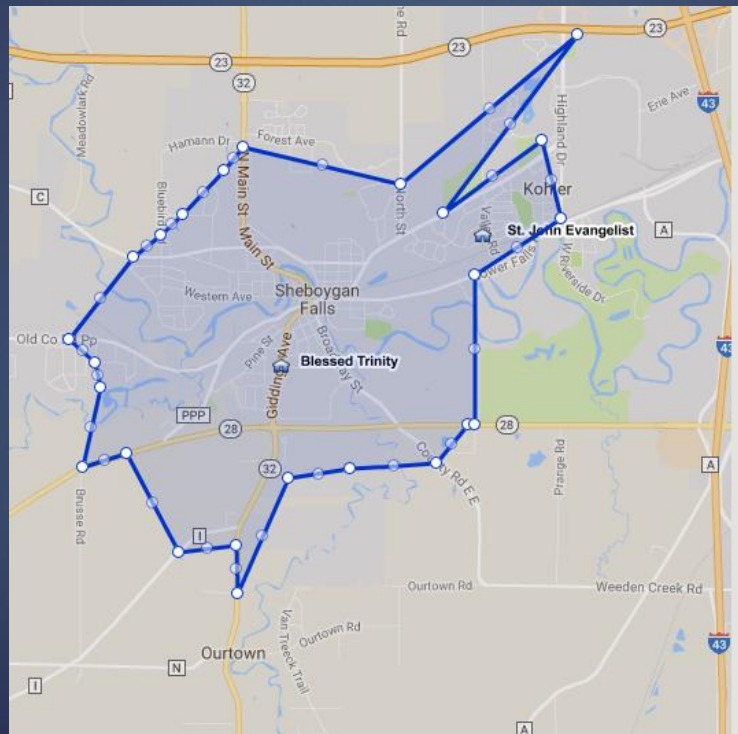 ne Rd
23
23
23
32
43
Meadowlark Rd
Highland Dr
Erie Ave
Hamann Dr
Forest Ave
N Main St
Main St
North St
Kohler
C
Valley Rd
St. John Evangelist
A
W Riverside Dr
ower Falls
Western Ave
Sheboygan
Falls
43
Old Co
Pp
Pine St
Broadway St
Blessed Trinity
Giddings Ave
PPP
28
28
32
County Rd E E
Prange Rd
A
Brusse Rd
I
Ourtown Rd
Weeden Creek Rd
Van Treeck Trail
Ourtown Rd
Ourtown
43
N
I
A